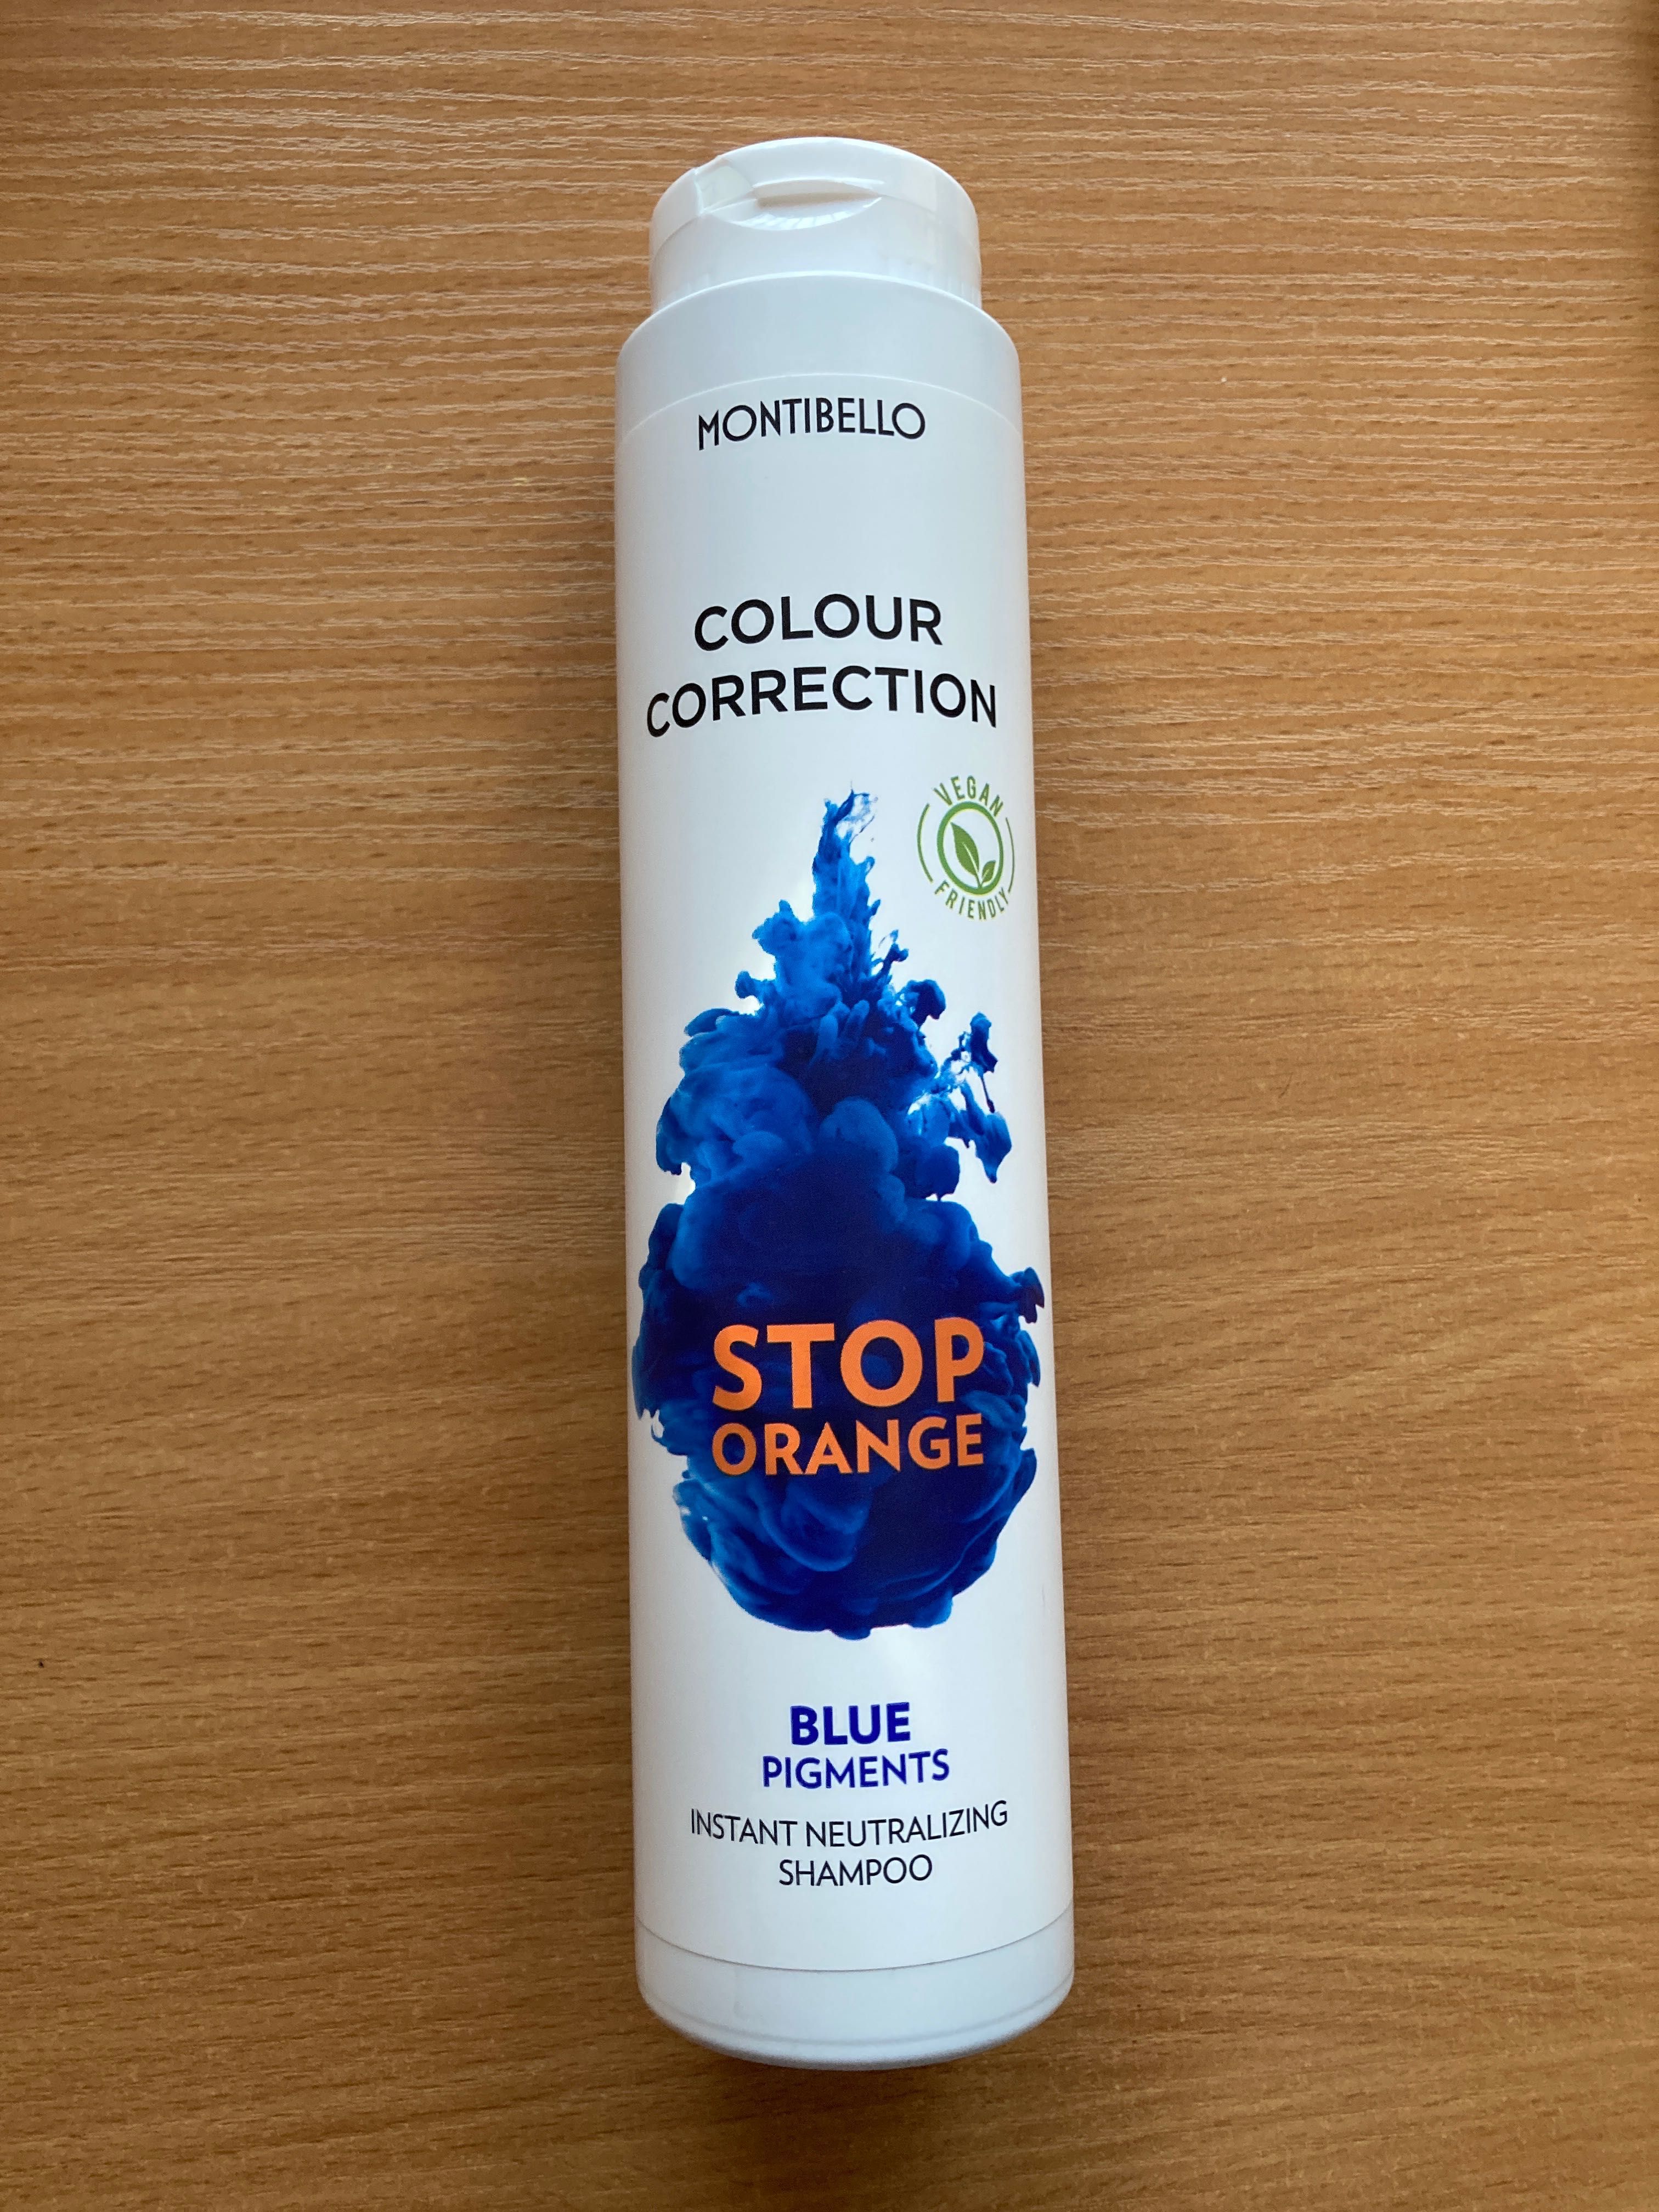 MONTIBELLO
COLOUR
CORRECTION
VEGAN
FRIENDLY
STOP
ORANGE
BLUE
PIGMENTS
INSTANT NEUTRALIZING
SHAMPOO